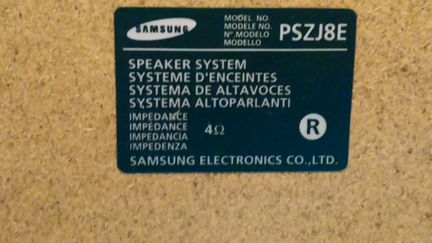 SAMSUNG
MODEL NO.
MODELE NO.
N°.MODELO
MODELLO
PSZJ8E
SPEAKER SYSTEM
SYSTEME D'ENCEINTES
SYSTEMA DE ALTAVOCES
SYSTEMA ALTOPARLANTI
IMPEDANCE
IMPEDANCE
IMPEDANCIA
IMPEDENZA
4Ω
R
SAMSUNG ELECTRONICS CO.,LTD.